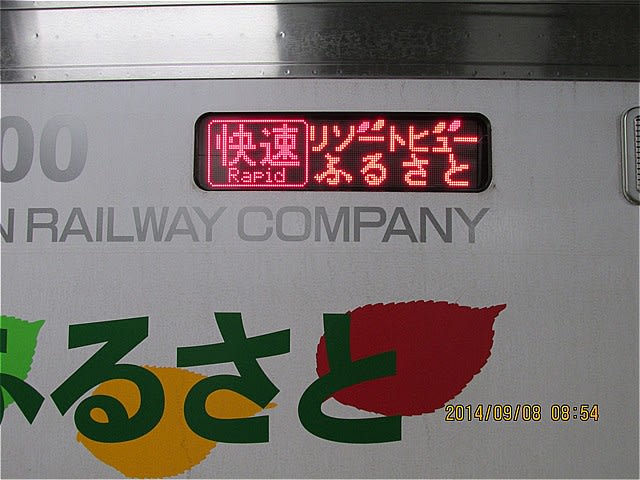 00
快速 リゾートビュー
Rapid ふるさと
N RAILWAY COMPANY
ふるさと
2014/09/08 08:54